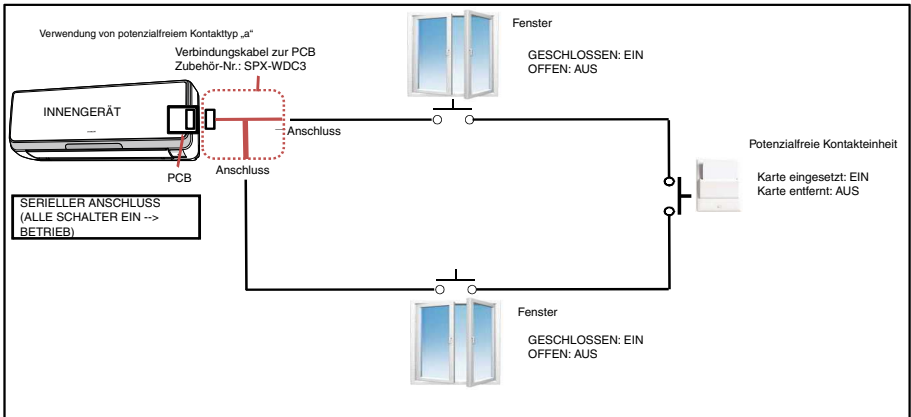 Verwendung von potenzialfreiem Kontakttyp „a“
Verbindungskabel zur PCB
Zubehör-Nr.: SPX-WDC3
INNENGERÄT
Anschluss
Anschluss
PCB
SERIELLER ANSCHLUSS
(ALLE SCHALTER EIN -->
BETRIEB)
Fenster
GESCHLOSSEN: EIN
OFFEN: AUS
Potenzialfreie Kontakteinheit
Karte eingesetzt: EIN
Karte entfernt: AUS
Fenster
GESCHLOSSEN: EIN
OFFEN: AUS